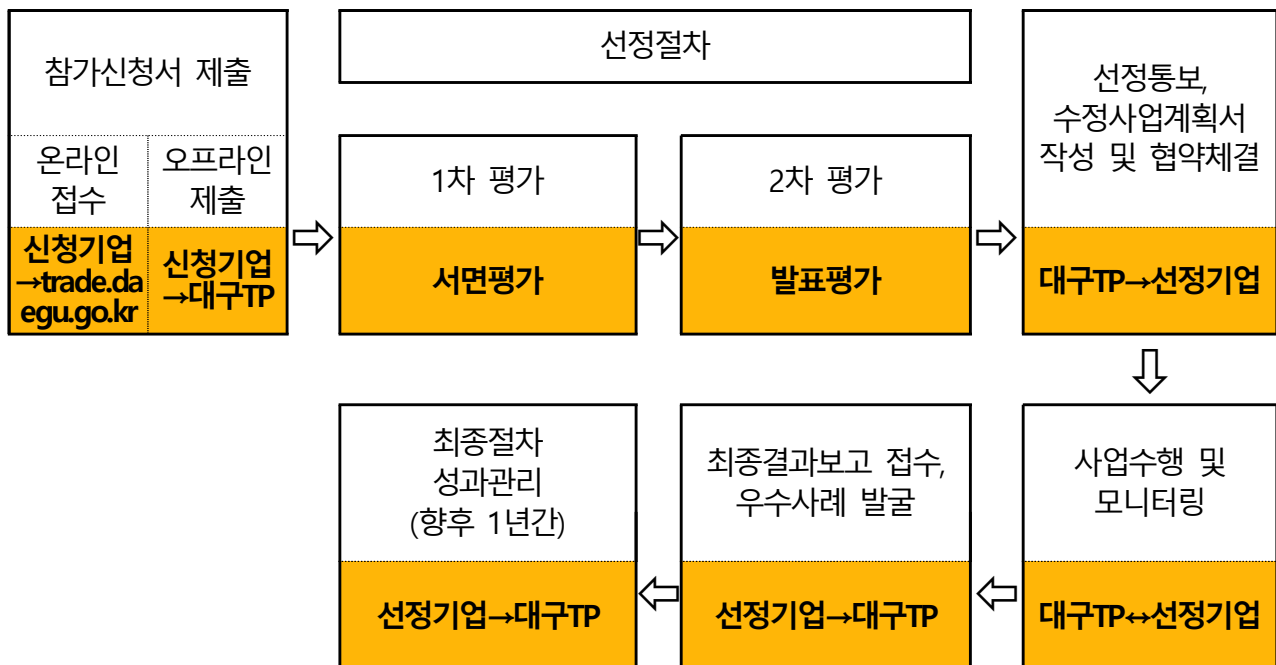 참가신청서 제출
온라인
접수
오프라인
제출
신청기업
→trade.da
egu.go.kr
신청기업
→대구TP
선정절차
1차 평가
서면평가
2차 평가
발표평가
선정통보,
수정사업계획서
작성 및 협약체결
대구TP→선정기업
사업수행 및
모니터링
대구TP↔선정기업
최종결과보고 접수,
우수사례 발굴
선정기업→대구TP
최종절차
성과관리
(향후 1년간)
선정기업→대구TP